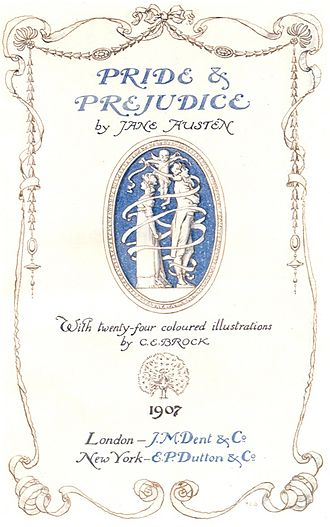 PRIDE &
PREJUDICE
by JANE AUSTEN
With twenty-four coloured illustrations
by C.E.BROCK.
1907
London – J.M.Dent & Co
New York – E.P.Dutton & Co